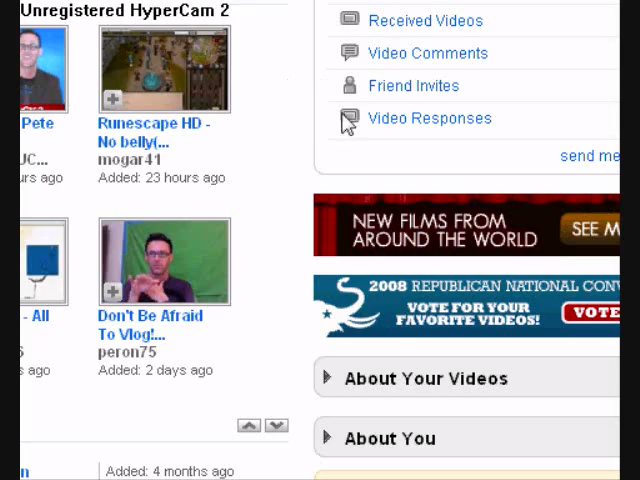 Unregistered HyperCam 2
Received Videos
Video Comments
Friend Invites
Video Responses
send me
Pete
JC...
urs ago
Runescape HD -
No belly(...
mogar41
Added: 23 hours ago
NEW FILMS FROM
AROUND THE WORLD
SEE M
2008 REPUBLICAN NATIONAL CONV
VOTE FOR YOUR
FAVORITE VIDEOS!
VOTE
- All
s ago
Don't Be Afraid
To Vlog!...
peron75
Added: 2 days ago
About Your Videos
About You
n
Added: 4 months ago